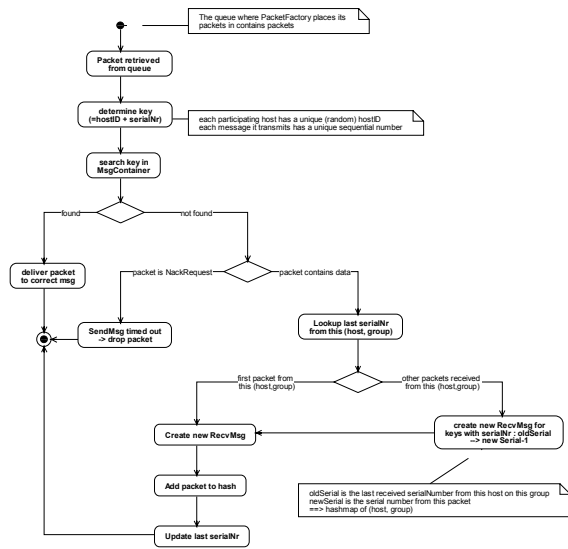 The queue where PacketFactory places its
packets in contains packets
Packet retrieved
from queue
determine key
(=hostID + serialNr)
each participating host has a unique (random) hostID
each message it transmits has a unique sequential number
search key in
MsgContainer
found
not found
deliver packet
to correct msg
packet is NackRequest
packet contains data
SendMsg timed out
-> drop packet
Lookup last serialNr
from this (host, group)
first packet from
this (host,group)
other packets received
from this (host,group)
Create new RecvMsg
create new RecvMsg for
keys with serialNr : oldSerial
--> new Serial-1
Add packet to hash
oldSerial is the last received serialNumber from this host on this group
newSerial is the serial number from this packet
==> hashmap of (host, group)
Update last serialNr